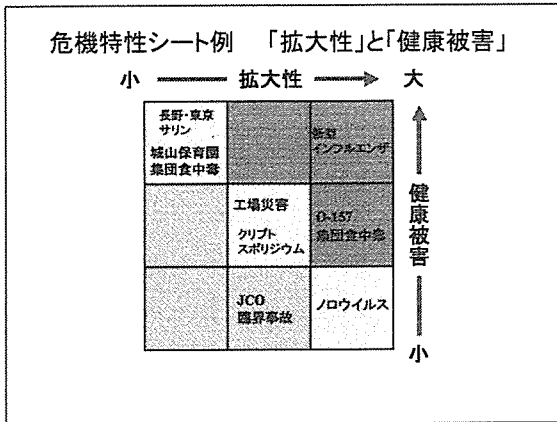 危機特性シート例 「拡大性」と「健康被害」
小 拡大性 大
長野・東京
サリン
城山保育園
集団食中毒
新型
インフルエンザ
工場災害
クリプト
スポリジウム
O-157
集団食中毒
JCO
臨界事故
ノロウイルス
健康被害
小